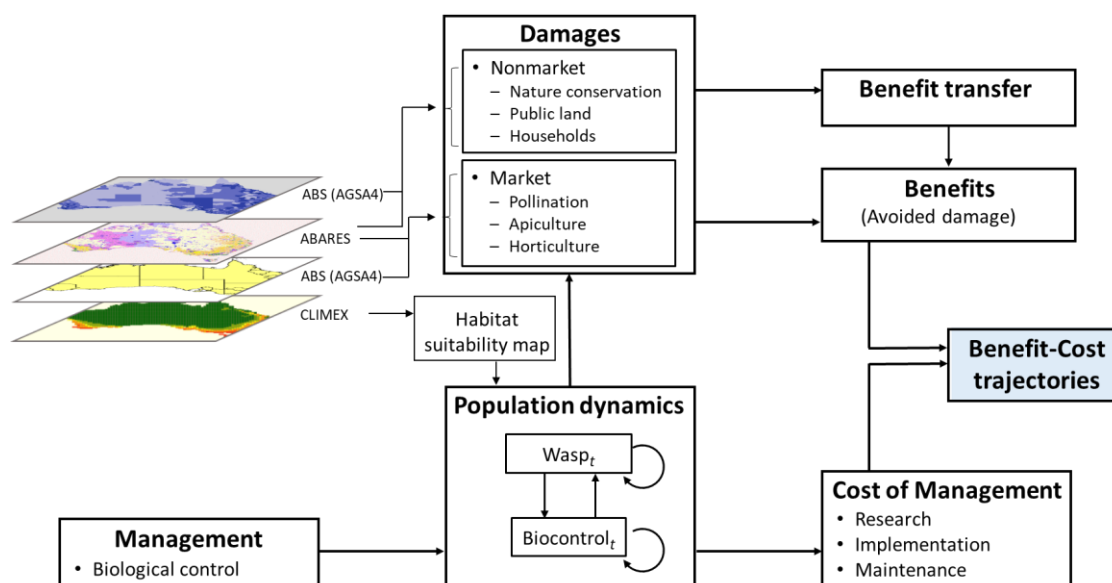 Damages
• Nonmarket
– Nature conservation
– Public land
– Households
• Market
– Pollination
– Apiculture
– Horticulture
Benefit transfer
Benefits
(Avoided damage)
ABS (AGSA4)
ABARES
ABS (AGSA4)
CLIMEX
Habitat
suitability map
Benefit-Cost
trajectories
Population dynamics
Waspt
Biocontrolt
Management
• Biological control
Cost of Management
• Research
• Implementation
• Maintenance